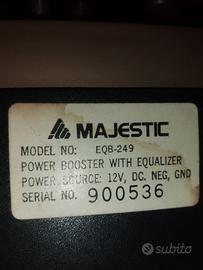 MAJESTIC
MODEL NO: EQB-249
POWER BOOSTER WITH EQUALIZER
POWER SOURCE: 12V, DC. NEG, GND
SERIAL NO. 900536
subito